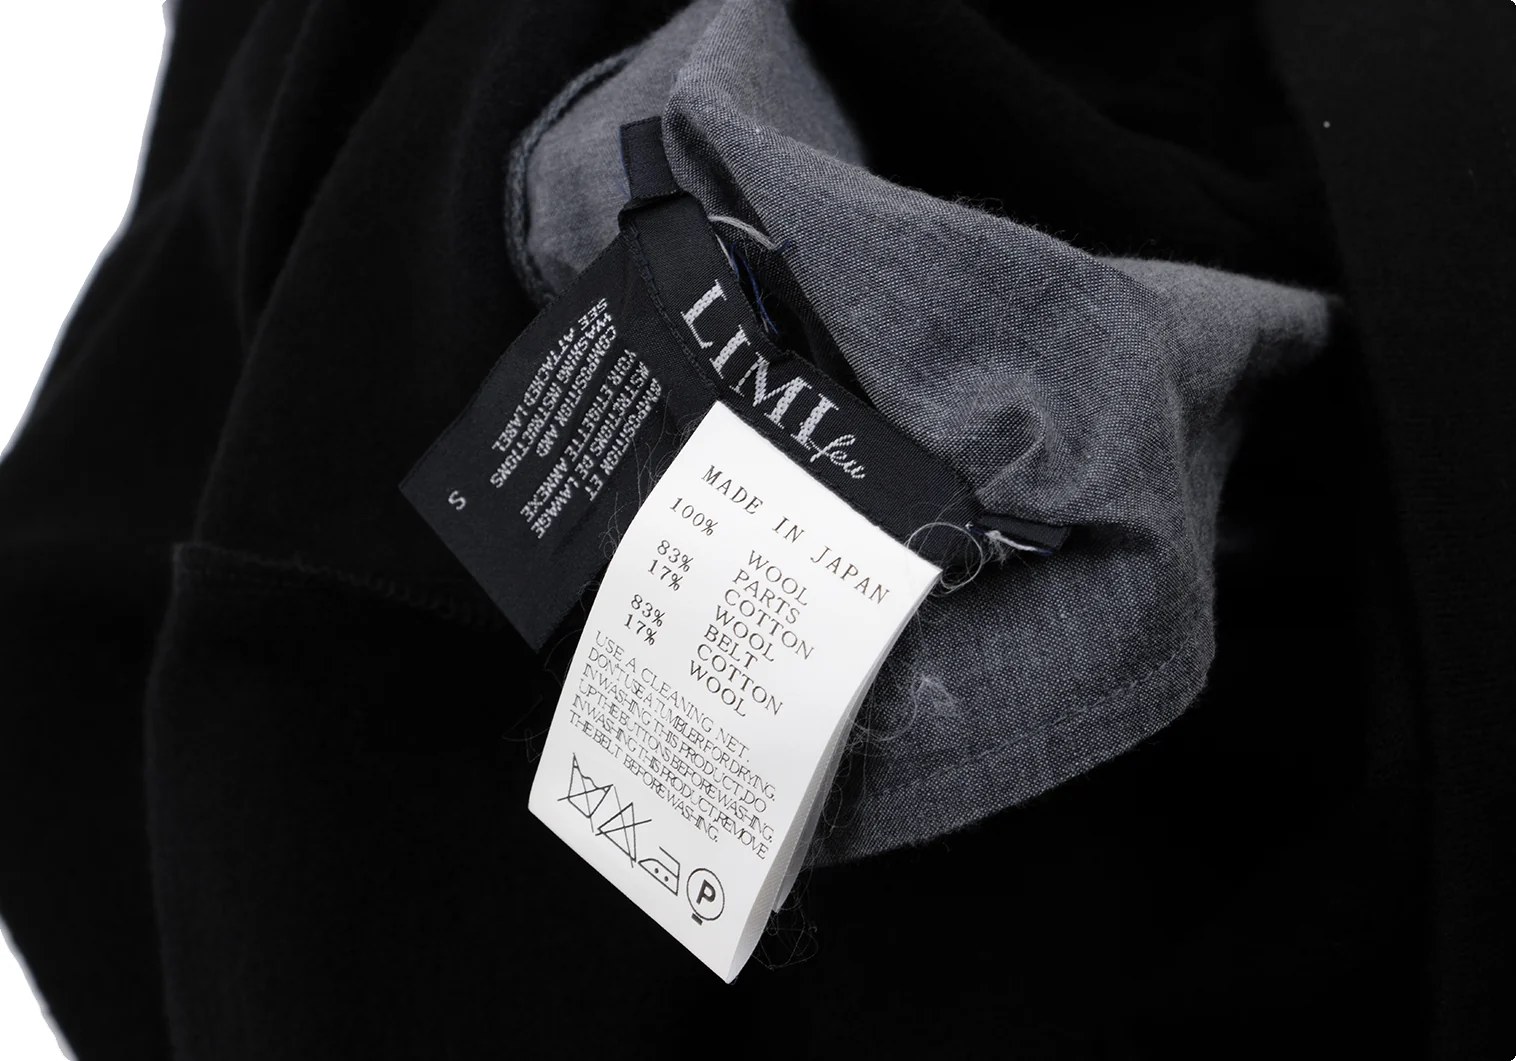 LIMI feu
COMPOSITION ET
INSTRUCTIONS DE LAVAGE
VOIR ETIQUETTE ANNEXE
COMPOSITION AND
WASHING INSTRUCTIONS
SEE ATTACHED LABEL
S
MADE IN JAPAN
100% WOOL
PARTS
83% COTTON
17% WOOL
BELT
83% COTTON
17% WOOL
USE A CLEANING NET.
DON'T USE A TUMBLER FOR DRYING.
IN WASHING THIS PRODUCT, DO
UP THE BUTTONS BEFORE WASHING.
IN WASHING THIS PRODUCT, REMOVE
THE BELT BEFORE WASHING.
P